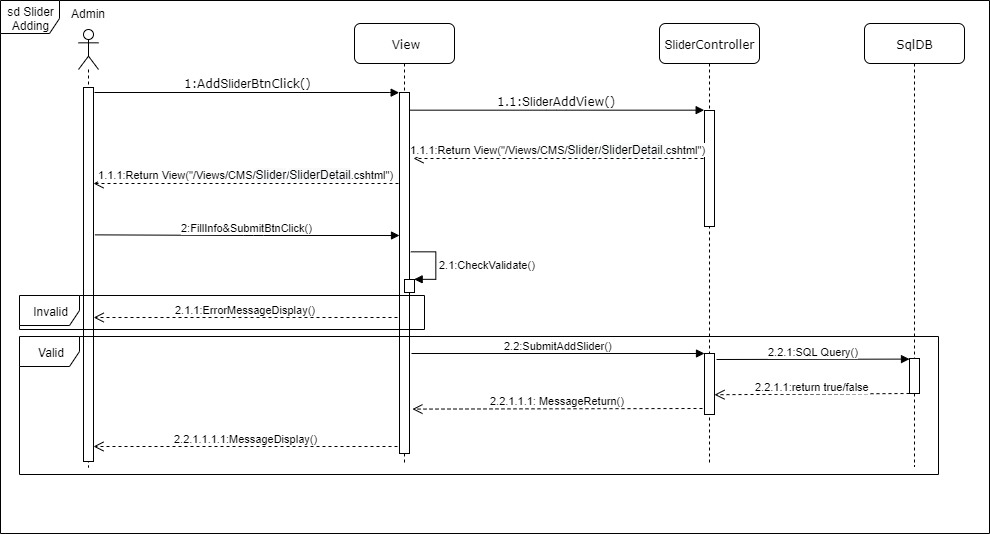 sd Slider
Adding
Admin
View
SliderController
SqlDB
1:AddSliderBtnClick()
1.1:SliderAddView()
1.1.1:Return View("/Views/CMS/Slider/SliderDetail.cshtml")
1.1.1:Return View("/Views/CMS/Slider/SliderDetail.cshtml")
2:FillInfo&SubmitBtnClick()
2.1:CheckValidate()
Invalid
2.1.1:ErrorMessageDisplay()
Valid
2.2:SubmitAddSlider()
2.2.1:SQL Query()
2.2.1.1:return true/false
2.2.1.1.1: MessageReturn()
2.2.1.1.1.1:MessageDisplay()